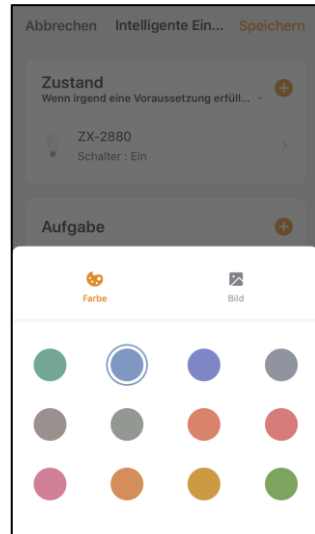 Abbrechen Intelligente Ein... Speichern
Zustand
Wenn irgend eine Voraussetzung erfüll...
ZX-2880
Schalter : Ein
Aufgabe
Farbe Bild